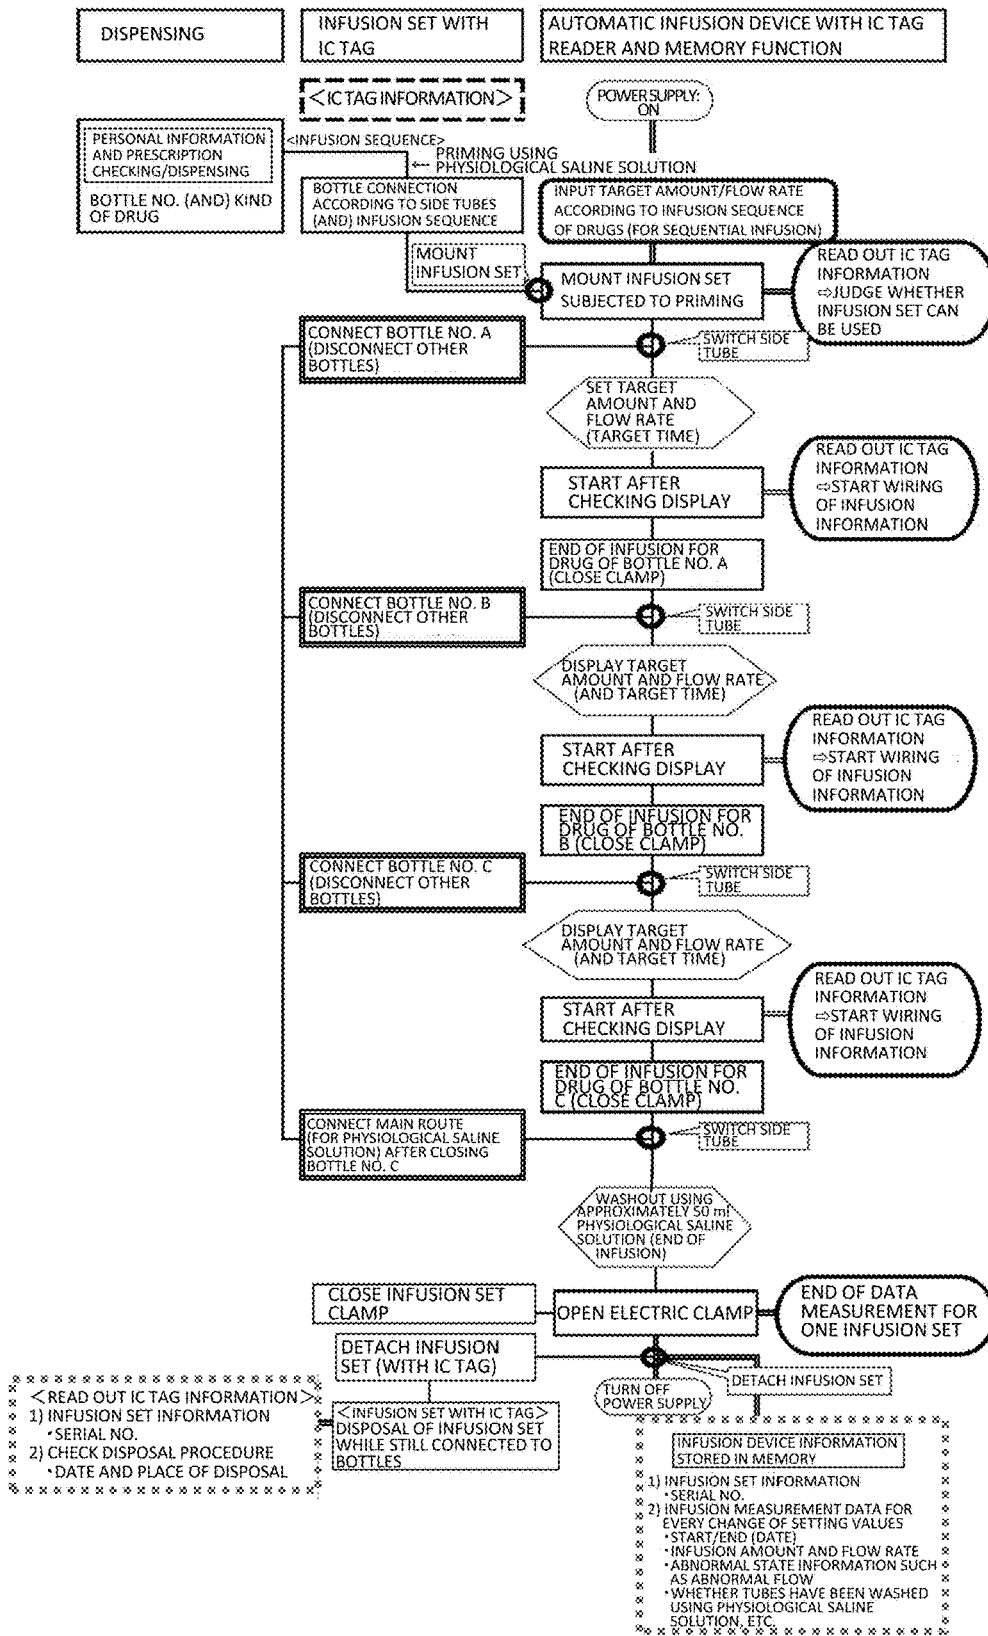 DISPENSING
INFUSION SET WITH
IC TAG
AUTOMATIC INFUSION DEVICE WITH IC TAG
READER AND MEMORY FUNCTION
<IC TAG INFORMATION>
POWER SUPPLY:
ON
PERSONAL INFORMATION
AND PRESCRIPTION
CHECKING/DISPENSING
BOTTLE NO. (AND) KIND
OF DRUG
<INFUSION SEQUENCE>
← PRIMING USING
PHYSIOLOGICAL SALINE SOLUTION
BOTTLE CONNECTION
ACCORDING TO SIDE TUBES
(AND) INFUSION SEQUENCE
INPUT TARGET AMOUNT/FLOW RATE
ACCORDING TO INFUSION SEQUENCE
OF DRUGS (FOR SEQUENTIAL INFUSION)
MOUNT
INFUSION SET
MOUNT INFUSION SET
SUBJECTED TO PRIMING
READ OUT IC TAG
INFORMATION
⇨JUDGE WHETHER
INFUSION SET CAN
BE USED
CONNECT BOTTLE NO. A
(DISCONNECT OTHER
BOTTLES)
SWITCH SIDE
TUBE
SET TARGET
AMOUNT AND
FLOW RATE
(TARGET TIME)
START AFTER
CHECKING DISPLAY
READ OUT IC TAG
INFORMATION
⇨START WIRING
OF INFUSION
INFORMATION
END OF INFUSION FOR
DRUG OF BOTTLE NO. A
(CLOSE CLAMP)
CONNECT BOTTLE NO. B
(DISCONNECT OTHER
BOTTLES)
SWITCH SIDE
TUBE
DISPLAY TARGET
AMOUNT AND FLOW RATE
(AND TARGET TIME)
START AFTER
CHECKING DISPLAY
READ OUT IC TAG
INFORMATION
⇨START WIRING
OF INFUSION
INFORMATION
END OF INFUSION FOR
DRUG OF BOTTLE NO.
B (CLOSE CLAMP)
CONNECT BOTTLE NO. C
(DISCONNECT OTHER
BOTTLES)
SWITCH SIDE
TUBE
DISPLAY TARGET
AMOUNT AND FLOW RATE
(AND TARGET TIME)
START AFTER
CHECKING DISPLAY
READ OUT IC TAG
INFORMATION
⇨START WIRING
OF INFUSION
INFORMATION
END OF INFUSION FOR
DRUG OF BOTTLE NO.
C (CLOSE CLAMP)
CONNECT MAIN ROUTE
(FOR PHYSIOLOGICAL SALINE
SOLUTION) AFTER CLOSING
BOTTLE NO. C
SWITCH SIDE
TUBE
WASHOUT USING
APPROXIMATELY 50 ml
PHYSIOLOGICAL SALINE
SOLUTION (END OF
INFUSION)
CLOSE INFUSION SET
CLAMP
OPEN ELECTRIC CLAMP
END OF DATA
MEASUREMENT FOR
ONE INFUSION SET
DETACH INFUSION
SET (WITH IC TAG)
DETACH INFUSION SET
TURN OFF
POWER SUPPLY
<READ OUT IC TAG INFORMATION>
1) INFUSION SET INFORMATION
・SERIAL NO.
2) CHECK DISPOSAL PROCEDURE
・DATE AND PLACE OF DISPOSAL
<INFUSION SET WITH IC TAG>
DISPOSAL OF INFUSION SET
WHILE STILL CONNECTED TO
BOTTLES
INFUSION DEVICE INFORMATION
STORED IN MEMORY
1) INFUSION SET INFORMATION
・SERIAL NO.
2) INFUSION MEASUREMENT DATA FOR
EVERY CHANGE OF SETTING VALUES
・START/END (DATE)
・INFUSION AMOUNT AND FLOW RATE
・ABNORMAL STATE INFORMATION SUCH
AS ABNORMAL FLOW
・WHETHER TUBES HAVE BEEN WASHED
USING PHYSIOLOGICAL SALINE
SOLUTION, ETC.